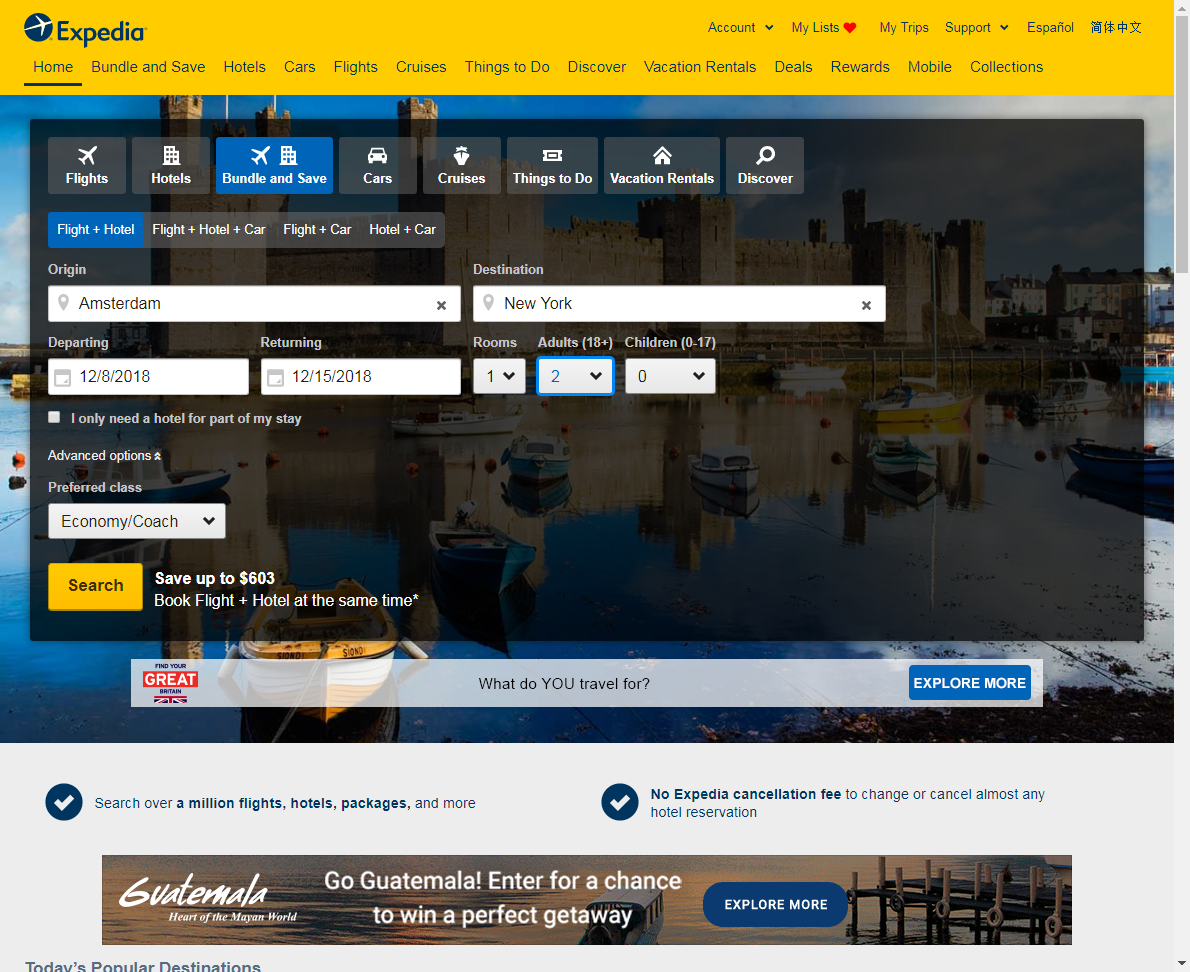 Expedia
Account
My Lists
My Trips
Support
Español
简体中文
Home
Bundle and Save
Hotels
Cars
Flights
Cruises
Things to Do
Discover
Vacation Rentals
Deals
Rewards
Mobile
Collections
Flights
Hotels
Bundle and Save
Cars
Cruises
Things to Do
Vacation Rentals
Discover
Flight + Hotel
Flight + Hotel + Car
Flight + Car
Hotel + Car
Origin
Destination
Amsterdam
New York
Departing
Returning
Rooms
Adults (18+)
Children (0-17)
12/8/2018
12/15/2018
1
2
0
I only need a hotel for part of my stay
Advanced options
Preferred class
Economy/Coach
Search
Save up to $603
Book Flight + Hotel at the same time*
SIONDI
SIONDI
FIND YOUR
GREAT
BRITAIN
What do YOU travel for?
EXPLORE MORE
Search over a million flights, hotels, packages, and more
No Expedia cancellation fee to change or cancel almost any
hotel reservation
Guatemala
Heart of the Mayan World
Go Guatemala! Enter for a chance
to win a perfect getaway
EXPLORE MORE
Today's Popular Destinations